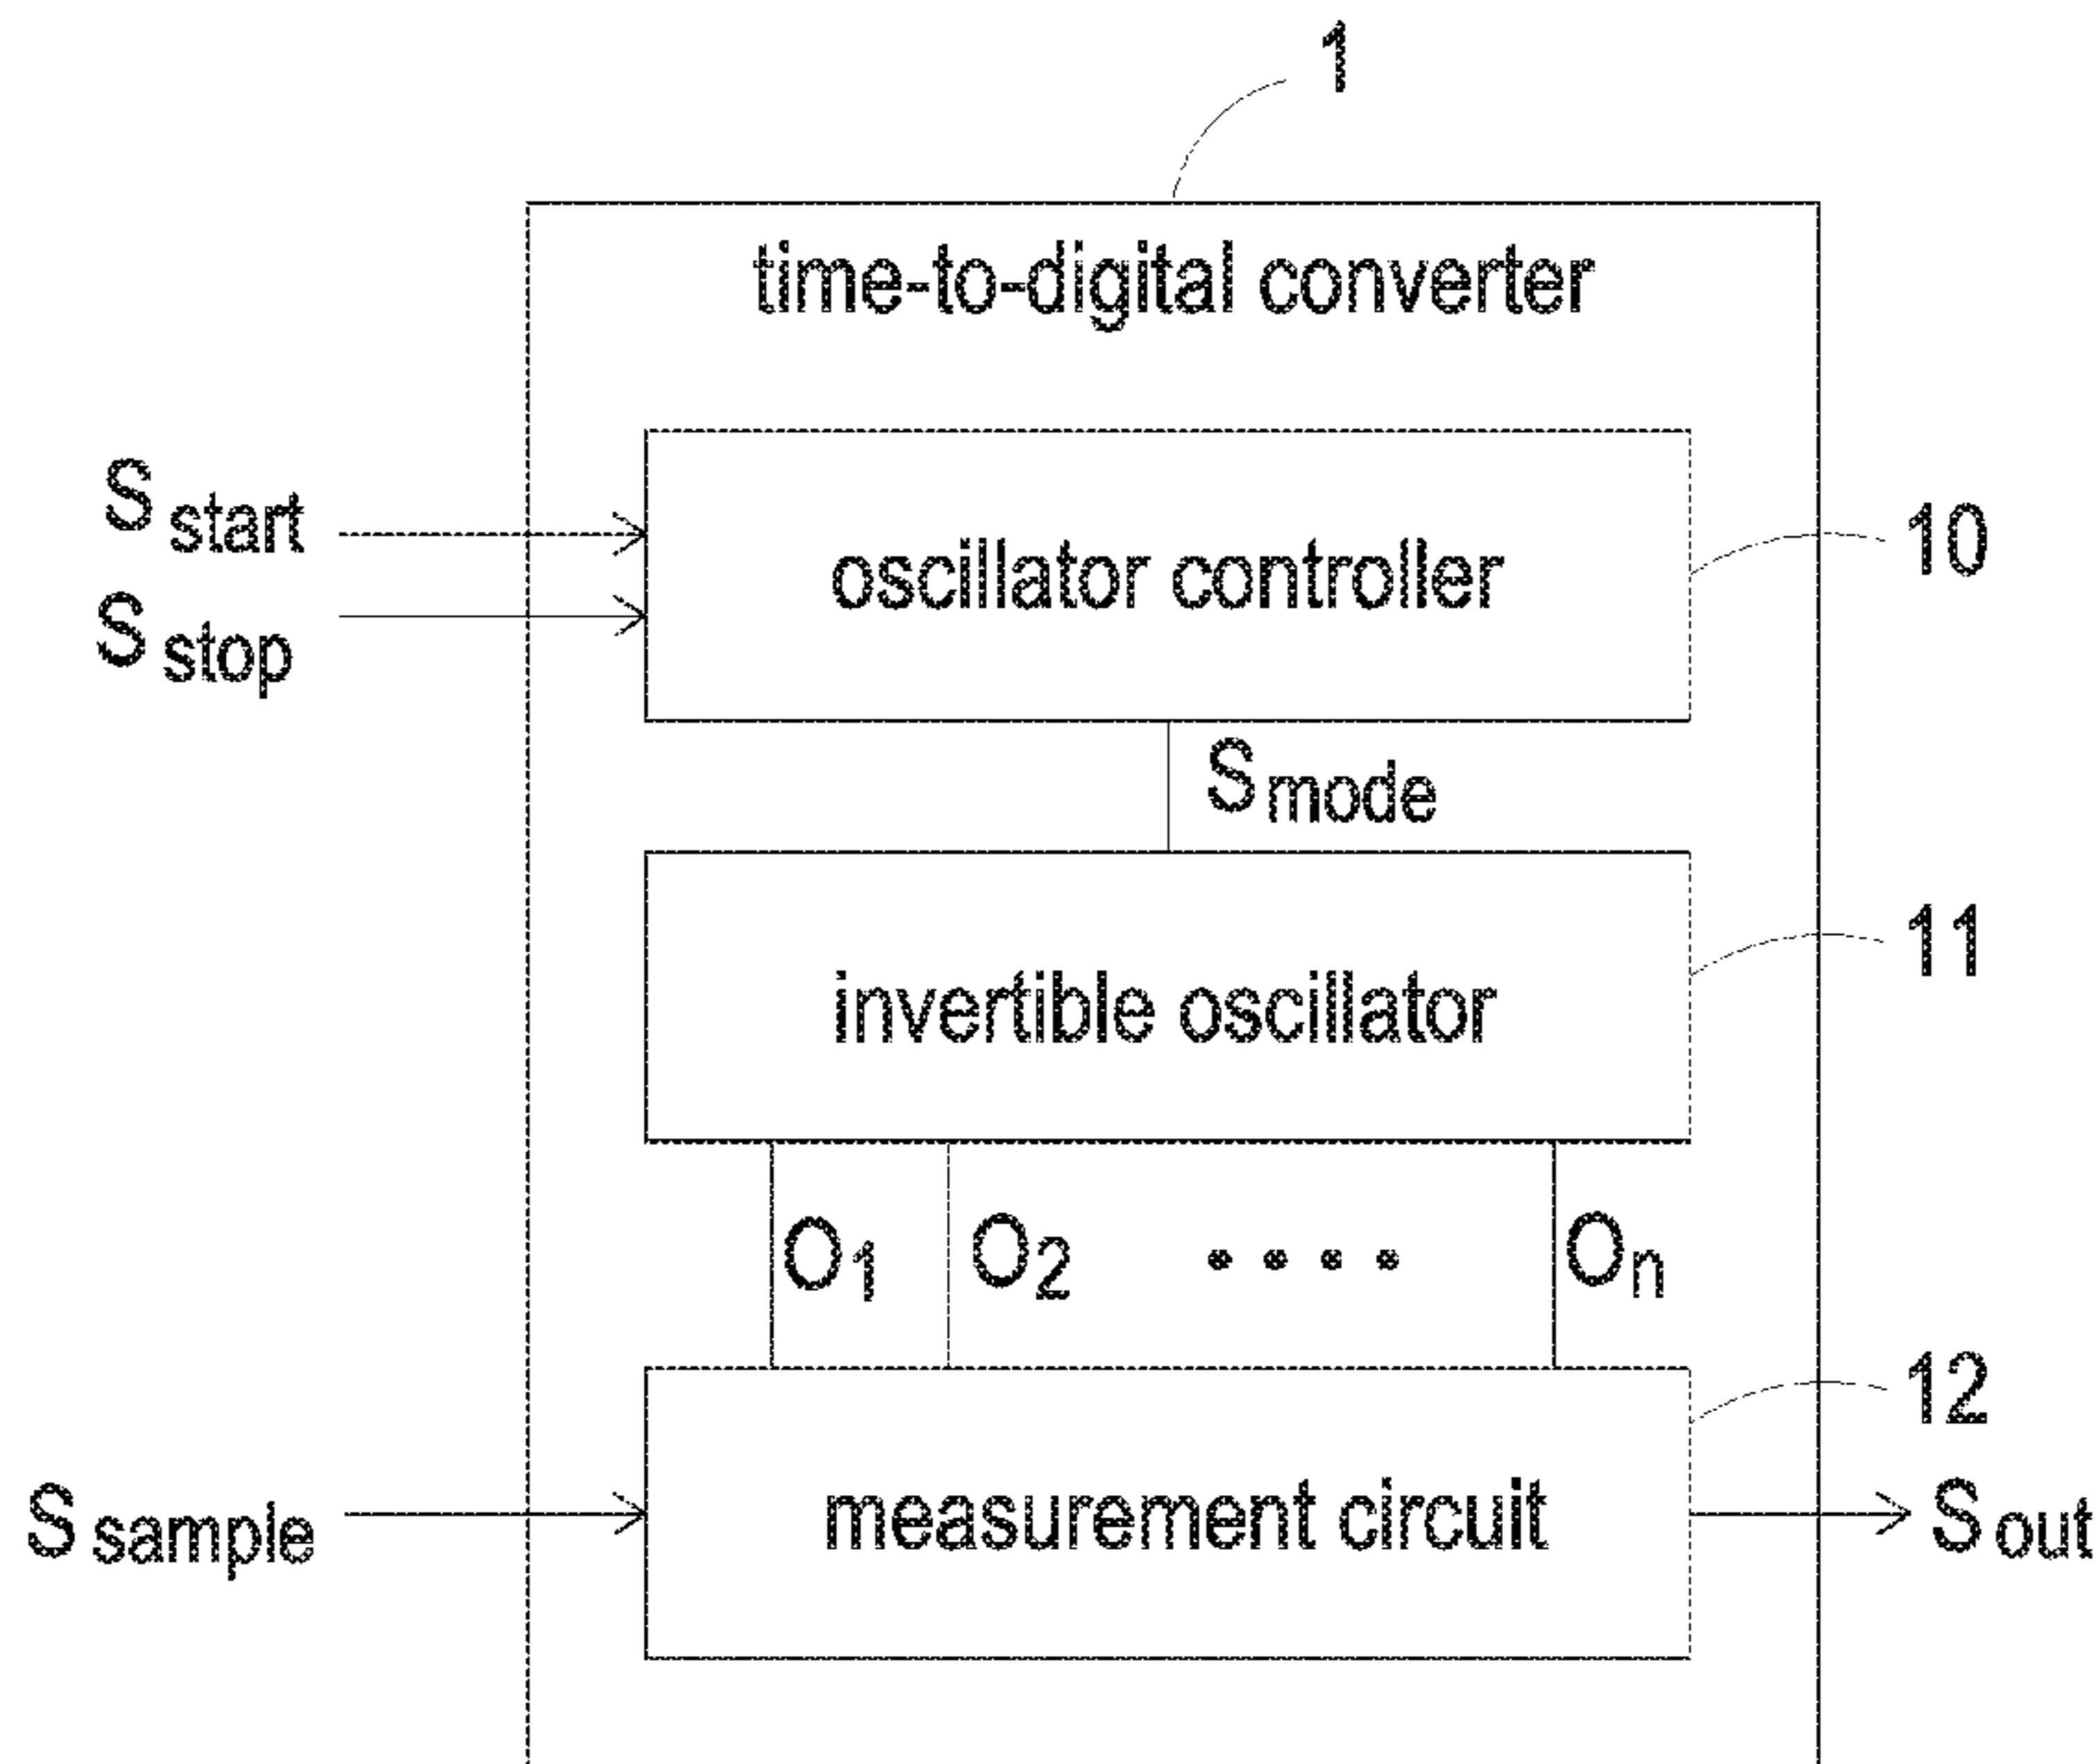 1
time-to-digital converter
S start
S stop
oscillator controller
10
S mode
invertible oscillator
11
O1 O2 .... On
12
S sample
measurement circuit
S out